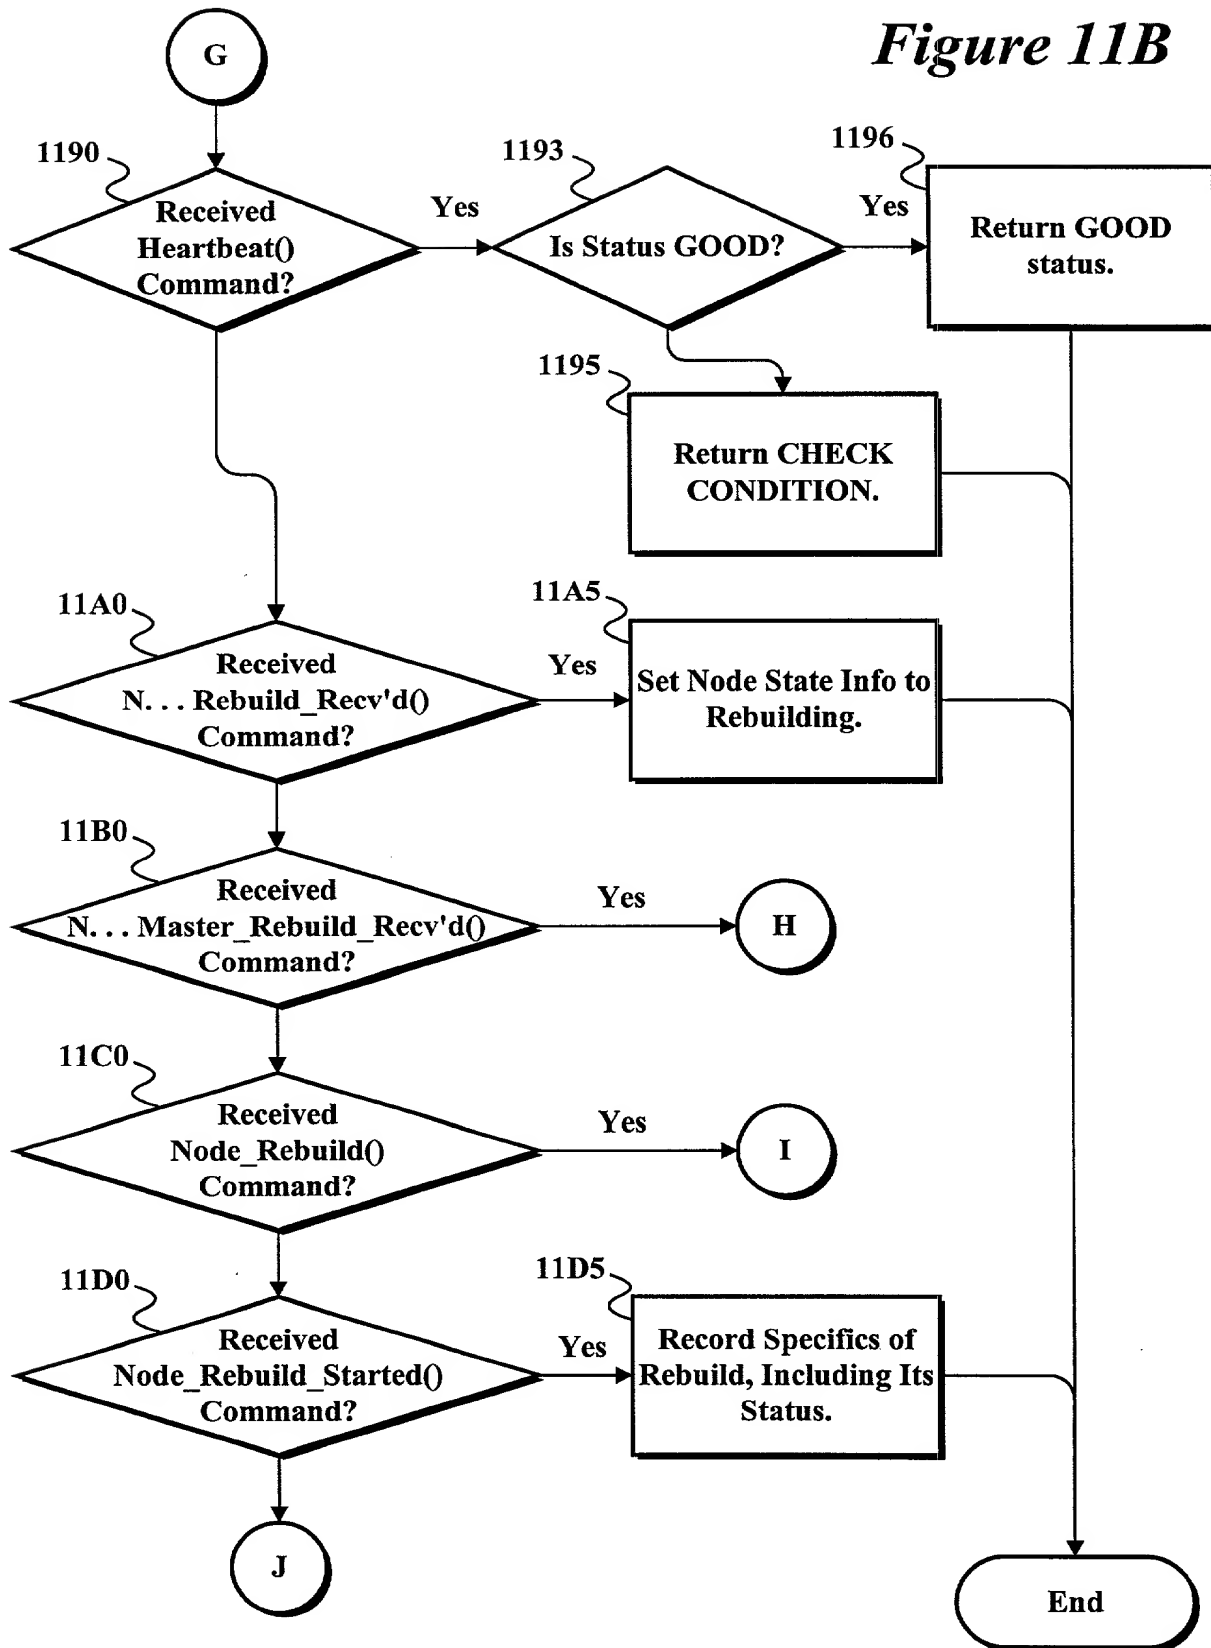 Figure 11B
G
1190
Received
Heartbeat()
Command?
Yes
1193
Is Status GOOD?
Yes
1196
Return GOOD
status.
1195
Return CHECK
CONDITION.
11A0
Received
N. . . Rebuild_Recv'd()
Command?
Yes
11A5
Set Node State Info to
Rebuilding.
11B0
Received
N. . . Master_Rebuild_Recv'd()
Command?
Yes
H
11C0
Received
Node_Rebuild()
Command?
Yes
I
11D0
Received
Node_Rebuild_Started()
Command?
Yes
11D5
Record Specifics of
Rebuild, Including Its
Status.
J
End